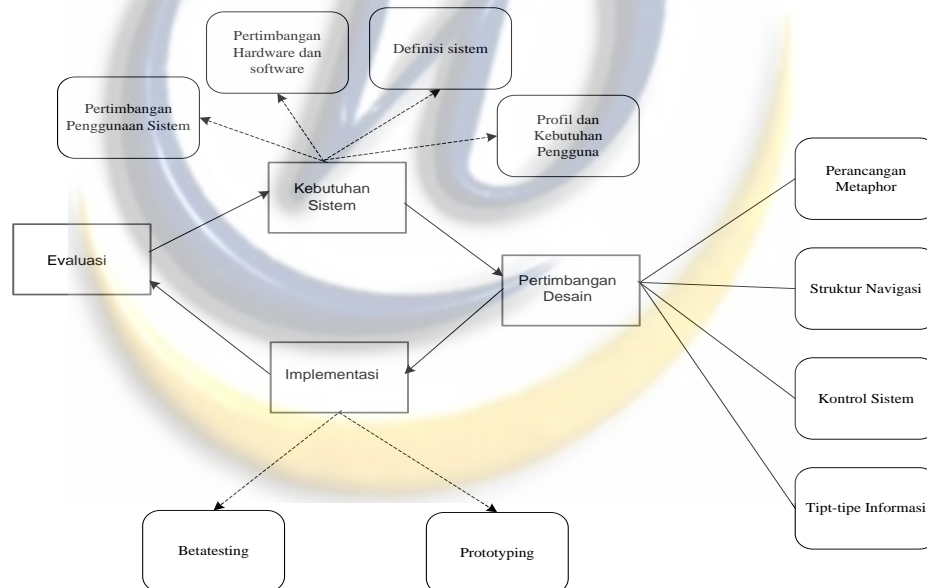 Pertimbangan
Hardware dan
software
Definisi sistem
Pertimbangan
Penggunaan Sistem
Profil dan
Kebutuhan
Pengguna
Kebutuhan
Sistem
Perancangan
Metaphor
Evaluasi
Pertimbangan
Desain
Struktur Navigasi
Implementasi
Kontrol Sistem
Tipt-tipe Informasi
Betatesting
Prototyping